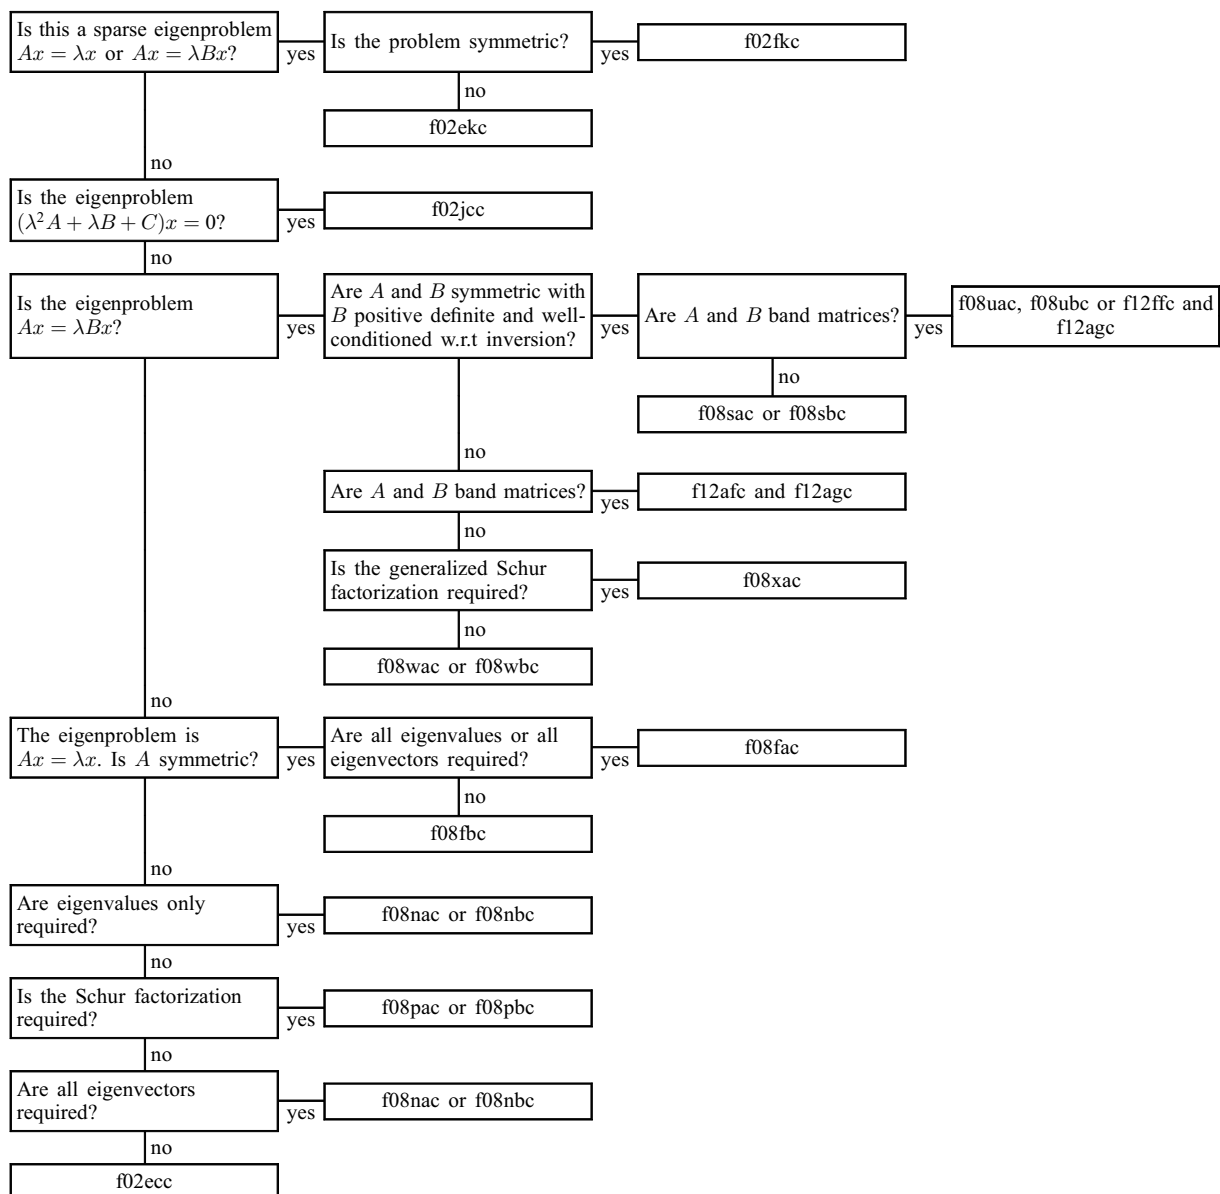 Is this a sparse eigenproblem
Ax = λx or Ax = λBx?
yes
Is the problem symmetric?
yes
f02fkc
no
f02ekc
no
Is the eigenproblem
(λ²A + λB + C)x = 0?
yes
f02jcc
no
Is the eigenproblem
Ax = λBx?
yes
Are A and B symmetric with
B positive definite and well-
conditioned w.r.t inversion?
yes
Are A and B band matrices?
yes
f08uac, f08ubc or f12ffc and
f12agc
no
f08sac or f08sbc
no
Are A and B band matrices?
yes
f12afc and f12agc
no
Is the generalized Schur
factorization required?
yes
f08xac
no
f08wac or f08wbc
no
The eigenproblem is
Ax = λx. Is A symmetric?
yes
Are all eigenvalues or all
eigenvectors required?
yes
f08fac
no
f08fbc
no
Are eigenvalues only
required?
yes
f08nac or f08nbc
no
Is the Schur factorization
required?
yes
f08pac or f08pbc
no
Are all eigenvectors
required?
yes
f08nac or f08nbc
no
f02ecc